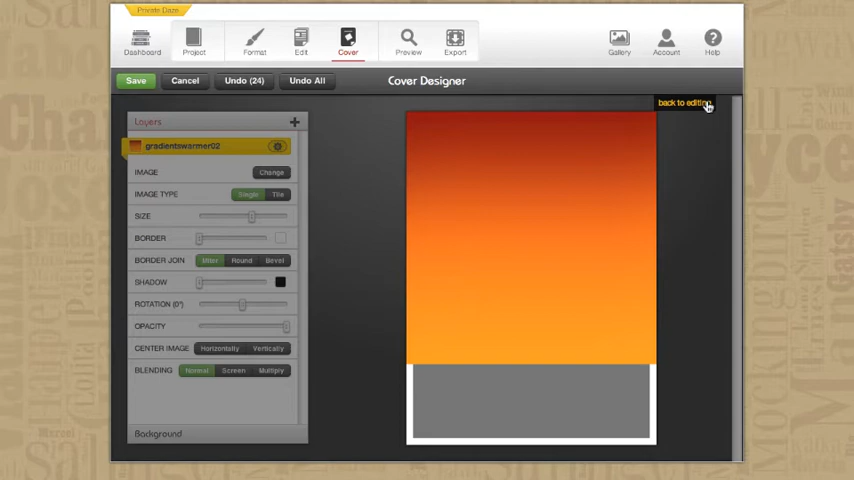 Private Daze
Dashboard
Project
Format
Edit
Cover
Preview
Export
Gallery
Account
Help
Save
Cancel
Undo (24)
Undo All
Cover Designer
back to editing
Layers
gradientswarmer02
IMAGE
Change
IMAGE TYPE
Single
Tile
SIZE
BORDER
BORDER JOIN
Miter
Round
Bevel
SHADOW
ROTATION (0°)
OPACITY
CENTER IMAGE
Horizontally
Vertically
BLENDING
Normal
Screen
Multiply
Background
Gatsby
Lolita